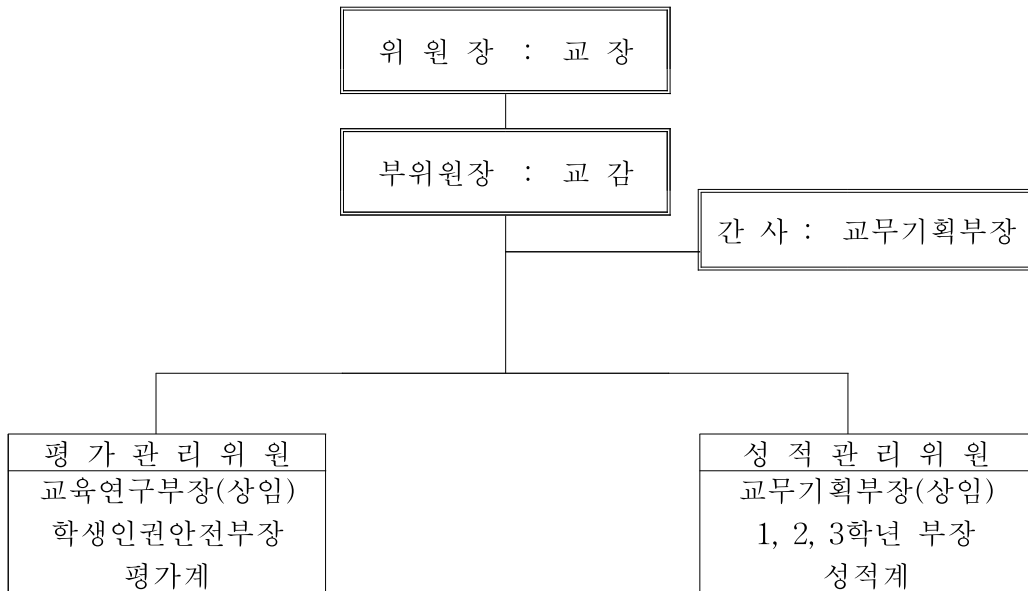 위 원 장 : 교 장
부위원장 : 교 감
간 사 : 교무기획부장
평 가 관 리 위 원
교육연구부장(상임)
학생인권안전부장
평가계
성 적 관 리 위 원
교무기획부장(상임)
1, 2, 3학년 부장
성적계